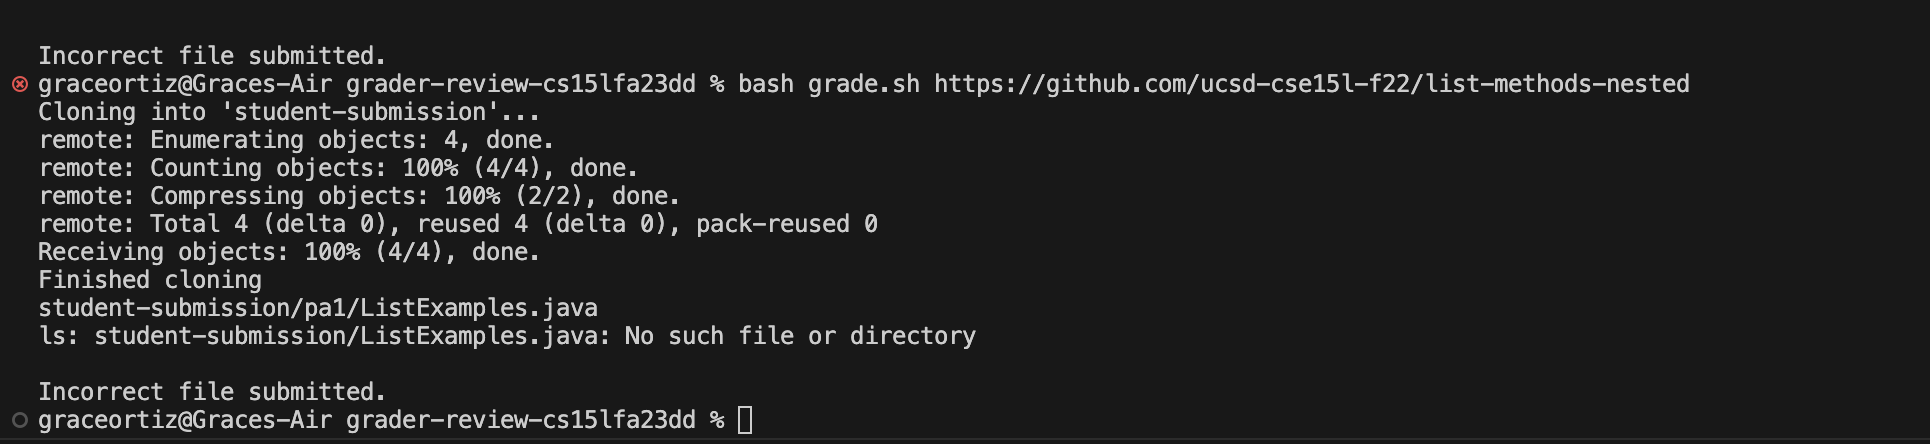 Incorrect file submitted.
graceortiz@Graces-Air grader-review-cs15lfa23dd % bash grade.sh https://github.com/ucsd-cse15l-f22/list-methods-nested
Cloning into 'student-submission'...
remote: Enumerating objects: 4, done.
remote: Counting objects: 100% (4/4), done.
remote: Compressing objects: 100% (2/2), done.
remote: Total 4 (delta 0), reused 4 (delta 0), pack-reused 0
Receiving objects: 100% (4/4), done.
Finished cloning
student-submission/pa1/ListExamples.java
ls: student-submission/ListExamples.java: No such file or directory
Incorrect file submitted.
graceortiz@Graces-Air grader-review-cs15lfa23dd %